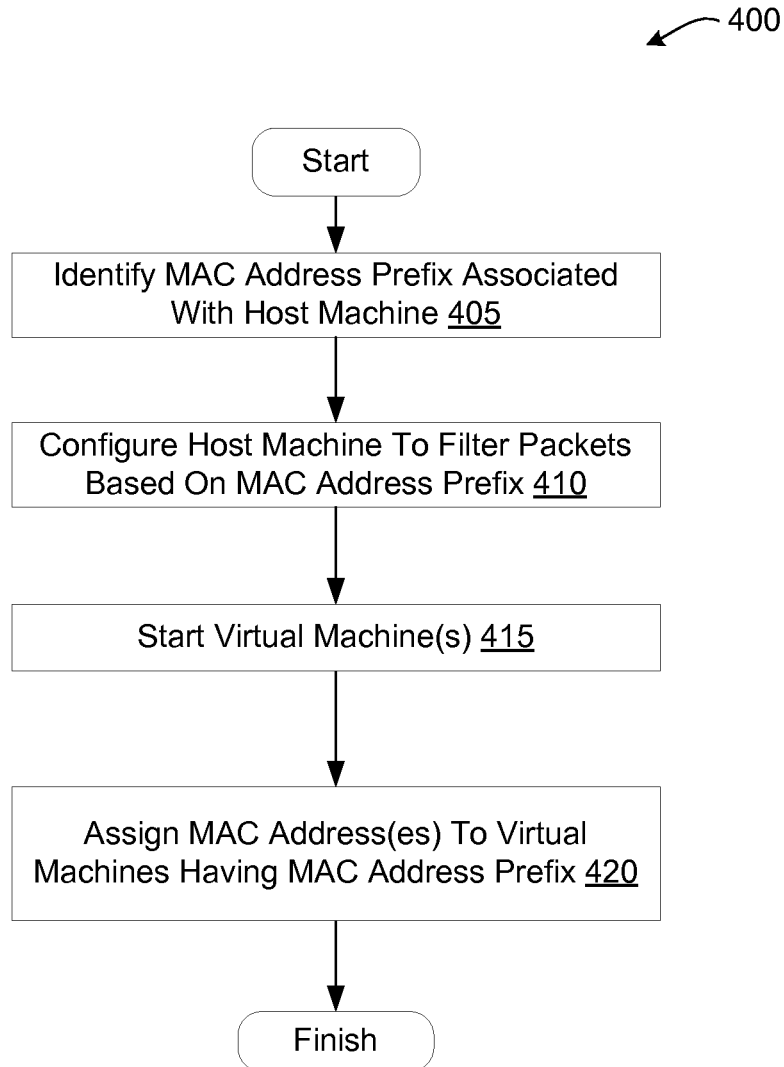 400
Start
Identify MAC Address Prefix Associated
With Host Machine 405
Configure Host Machine To Filter Packets
Based On MAC Address Prefix 410
Start Virtual Machine(s) 415
Assign MAC Address(es) To Virtual
Machines Having MAC Address Prefix 420
Finish